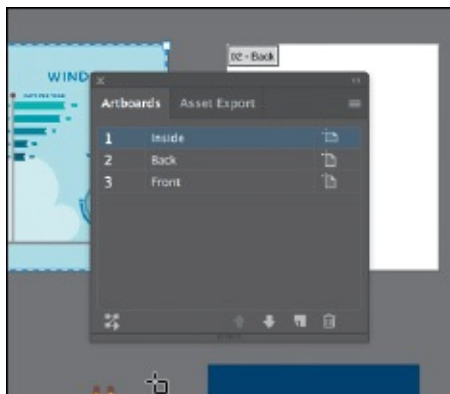 02 - Back
WIND
Artboards Asset Export
1 Inside
2 Back
3 Front